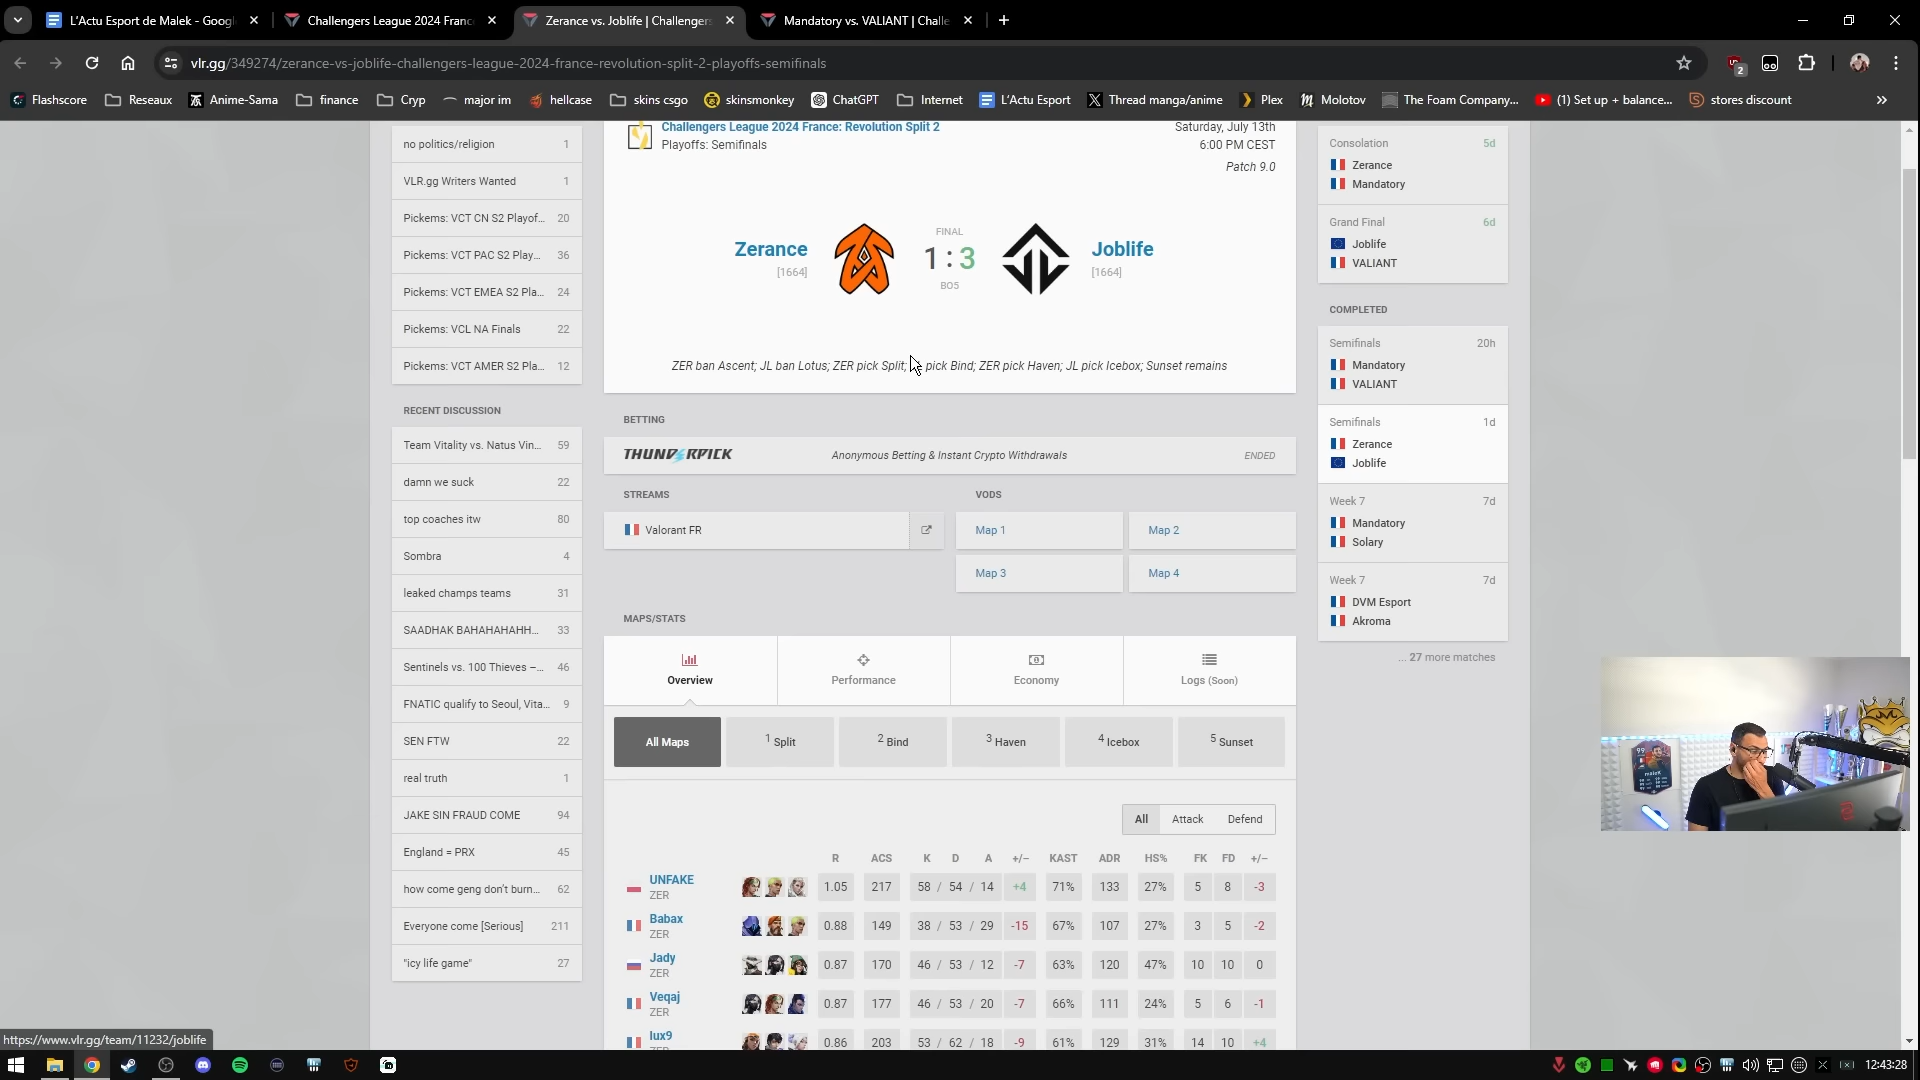 L'Actu Esport de Malek - Googl
Challengers League 2024 Franc
Zerance vs. Joblife | Challengers
Mandatory vs. VALIANT | Challe
vlr.gg/349274/zerance-vs-joblife-challengers-league-2024-france-revolution-split-2-playoffs-semifinals
2
Flashscore
Reseaux
Anime-Sama
finance
Cryp
major im
hellcase
skins csgo
skinsmonkey
ChatGPT
Internet
L'Actu Esport
Thread manga/anime
Plex
Molotov
The Foam Company...
(1) Set up + balance...
stores discount
no politics/religion 1
VLR.gg Writers Wanted 1
Pickems: VCT CN S2 Playof... 20
Pickems: VCT PAC S2 Play... 36
Pickems: VCT EMEA S2 Pla... 24
Pickems: VCL NA Finals 22
Pickems: VCT AMER S2 Pla... 12
RECENT DISCUSSION
Team Vitality vs. Natus Vin... 59
damn we suck 22
top coaches itw 80
Sombra 4
leaked champs teams 31
SAADHAK BAHAHAHAHH... 33
Sentinels vs. 100 Thieves –... 46
FNATIC qualify to Seoul, Vita... 9
SEN FTW 22
real truth 1
JAKE SIN FRAUD COME 94
England = PRX 45
how come geng don't burn... 62
Everyone come [Serious] 211
"icy life game" 27
Challengers League 2024 France: Revolution Split 2
Playoffs: Semifinals
Saturday, July 13th
6:00 PM CEST
Patch 9.0
Zerance
[1664]
FINAL
1 : 3
BO5
Joblife
[1664]
ZER ban Ascent; JL ban Lotus; ZER pick Split; pick Bind; ZER pick Haven; JL pick Icebox; Sunset remains
BETTING
THUNDERPICK Anonymous Betting & Instant Crypto Withdrawals ENDED
STREAMS
Valorant FR
VODS
Map 1 Map 2
Map 3 Map 4
MAPS/STATS
Overview Performance Economy Logs (Soon)
All Maps 1 Split 2 Bind 3 Haven 4 Icebox 5 Sunset
All Attack Defend
R ACS K D A +/– KAST ADR HS% FK FD +/–
UNFAKE ZER 1.05 217 58 / 54 / 14 +4 71% 133 27% 5 8 -3
Babax ZER 0.88 149 38 / 53 / 29 -15 67% 107 27% 3 5 -2
Jady ZER 0.87 170 46 / 53 / 12 -7 63% 120 47% 10 10 0
Veqaj ZER 0.87 177 46 / 53 / 20 -7 66% 111 24% 5 6 -1
lux9 ZER 0.86 203 53 / 62 / 18 -9 61% 129 31% 14 10 +4
Consolation 5d
Zerance
Mandatory
Grand Final 6d
Joblife
VALIANT
COMPLETED
Semifinals 20h
Mandatory
VALIANT
Semifinals 1d
Zerance
Joblife
Week 7 7d
Mandatory
Solary
Week 7 7d
DVM Esport
Akroma
... 27 more matches
99
https://www.vlr.gg/team/11232/joblife
12:43:28